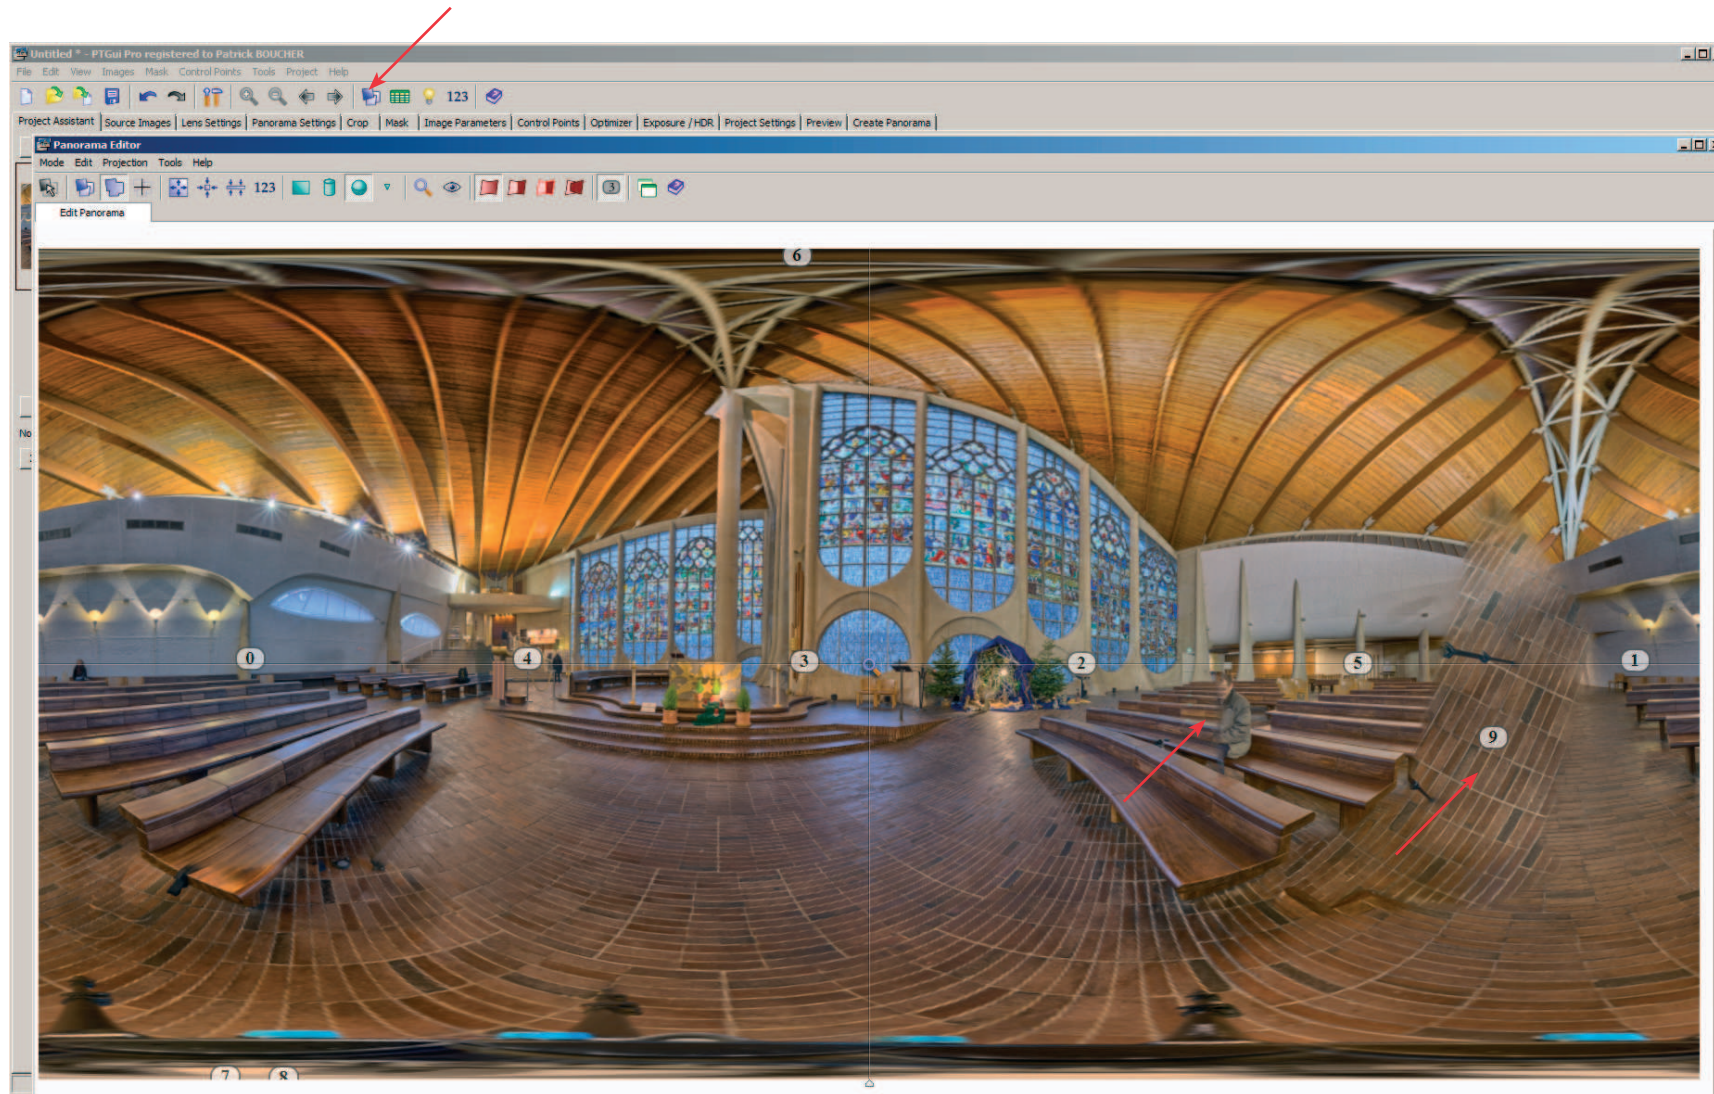 Untitled * - PTGui Pro registered to Patrick BOUCHER
File Edit View Images Mask Control Points Tools Project Help
123
Project Assistant Source Images Lens Settings Panorama Settings Crop Mask Image Parameters Control Points Optimizer Exposure / HDR Project Settings Preview Create Panorama
Panorama Editor
Mode Edit Projection Tools Help
123 3
Edit Panorama
6
No
0 4 3 2 5 1
9
7 8